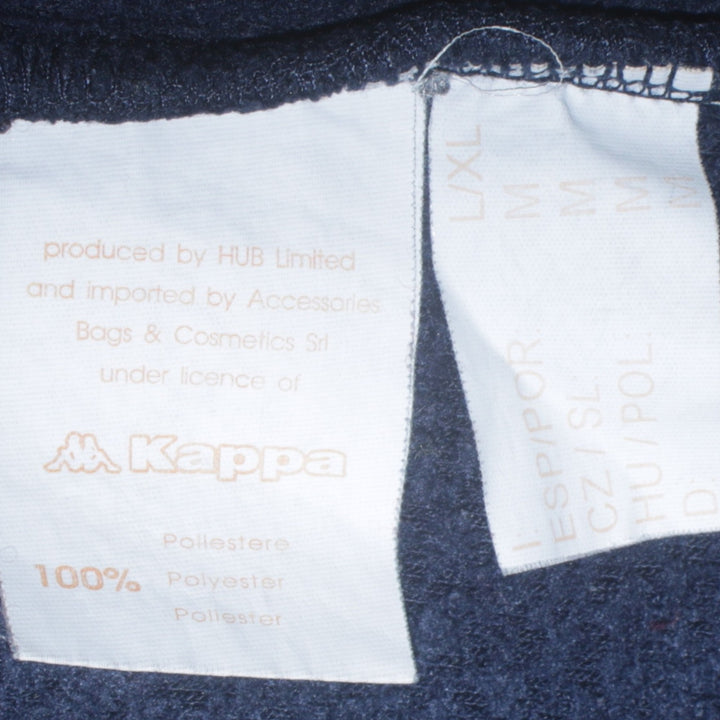 produced by HUB Limited
and imported by Accessories
Bags & Cosmetics Srl
under licence of
Kappa
Poliestere
100% Polyester
Poliester
I L/XL
ESP/POR. M
CZ / SL. M
HU / POL. M
D M